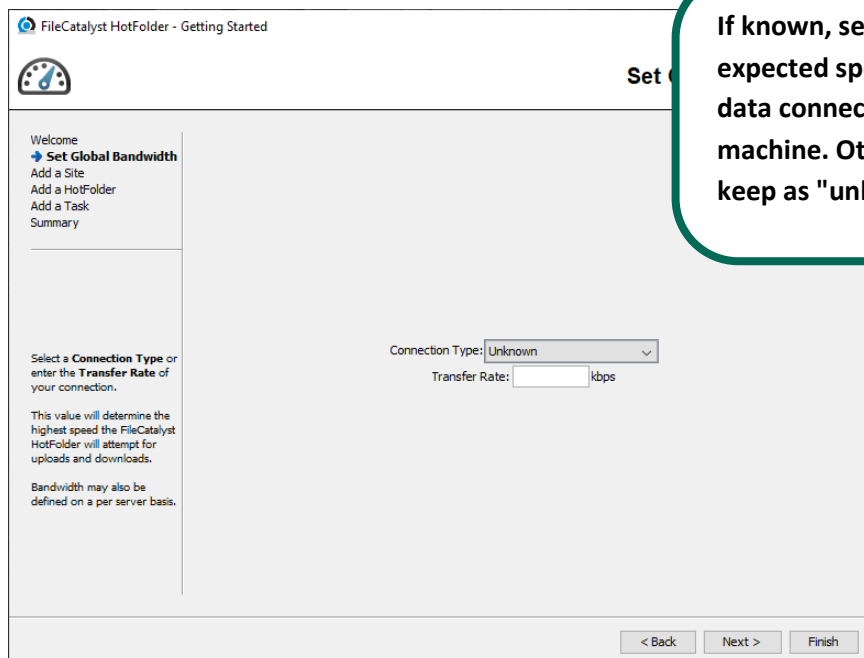 FileCatalyst HotFolder - Getting Started
Set
If known, se
expected sp
data connec
machine. Ot
keep as "un
Welcome
Set Global Bandwidth
Add a Site
Add a HotFolder
Add a Task
Summary
Select a Connection Type or
enter the Transfer Rate of
your connection.
This value will determine the
highest speed the FileCatalyst
HotFolder will attempt for
uploads and downloads.
Bandwidth may also be
defined on a per server basis.
Connection Type: Unknown
Transfer Rate: kbps
< Back Next > Finish